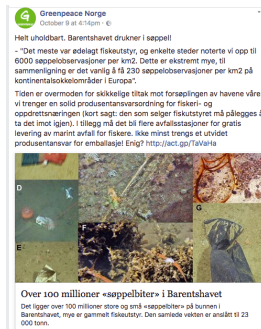 Greenpeace Norge
October 9 at 4:14pm ·
Helt uholdbart. Barentshavet drukner i søppel!
- "Det meste var ødelagt fiskeutstyr, og enkelte steder noterte vi opp til
6000 søppelobservasjoner per km2. Dette er ekstremt mye, til
sammenligning er det vanlig å få 230 søppelobservasjoner per km2 på
kontinentalsokkelområder i Europa".
Tiden er overmoden for skikkelige tiltak mot forsøplingen av havene våre
vi trenger en solid produsentansvarsordning for fiskeri- og
oppdrettsnæringen (kort sagt: den som selger fiskutstyret må pålegges å
ta det imot igjen). I tillegg må det bli flere avfallsstasjoner for gratis
levering av marint avfall for fiskere. Ikke minst trengs et utvidet
produsentansvar for emballasje! Enig? http://act.gp/TaVaHa
D
G
E
Over 100 millioner «søppelbiter» i Barentshavet
Det ligger over 100 millioner store og små «søppelbiter» på bunnen i
Barentshavet, mye er gammelt fiskeutstyr. Den samlede vekten er anslått til 23
000 tonn.